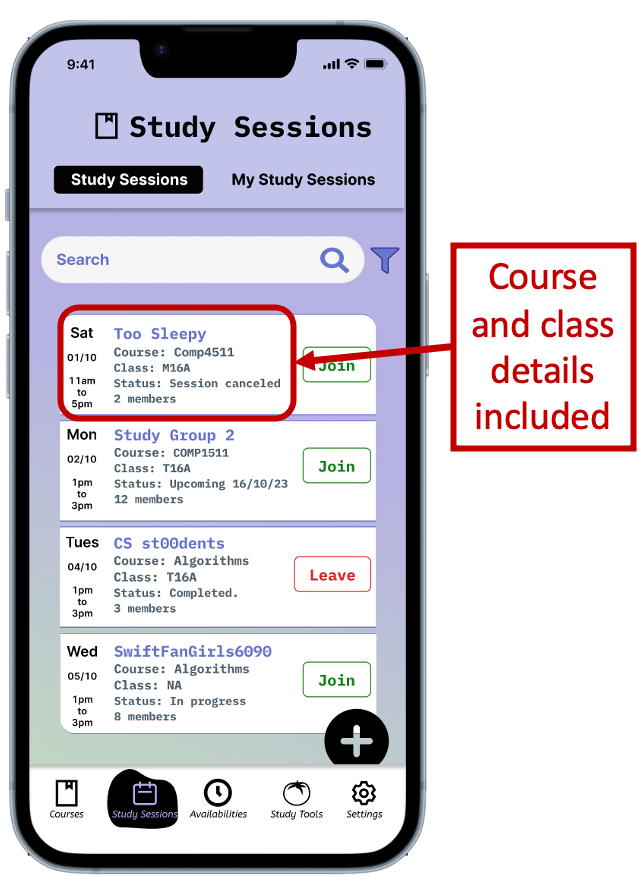 9:41
Study Sessions
Study Sessions
My Study Sessions
Search
Course
and class
details
included
Sat
01/10
11am
to
5pm
Too Sleepy
Course: Comp4511
Class: M16A
Status: Session canceled
2 members
Join
Mon
02/10
1pm
to
3pm
Study Group 2
Course: COMP1511
Class: T16A
Status: Upcoming 16/10/23
12 members
Join
Tues
04/10
1pm
to
3pm
CS st00dents
Course: Algorithms
Class: T16A
Status: Completed.
3 members
Leave
Wed
05/10
1pm
to
3pm
SwiftFanGirls6090
Course: Algorithms
Class: NA
Status: In progress
8 members
Join
Courses
Study Sessions
Availabilities
Study Tools
Settings